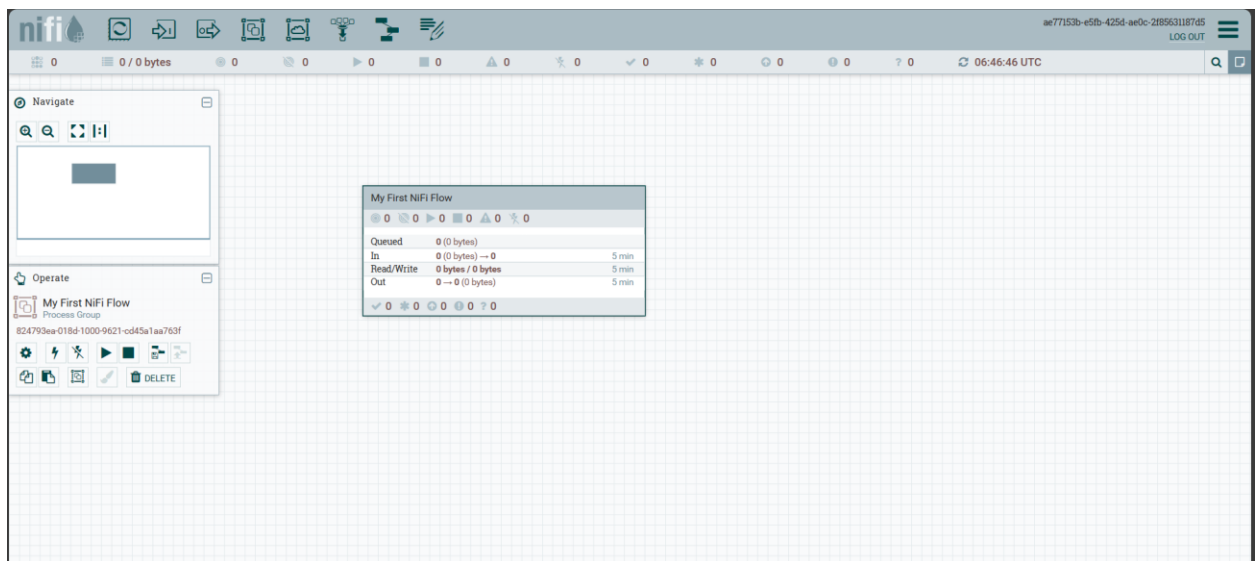 nifi
ae77153b-e5fb-425d-ae0c-2f8563l187d5
LOG OUT
0 0 / 0 bytes 0 0 0 0 0 0 0 0 0 0 ? 0 06:46:46 UTC
Navigate
My First NiFi Flow
0 0 0 0 0 0
Queued 0 (0 bytes)
In 0 (0 bytes) → 0 5 min
Read/Write 0 bytes / 0 bytes 5 min
Out 0 → 0 (0 bytes) 5 min
0 0 0 0 ? 0
Operate
My First NiFi Flow
Process Group
824793ea-018d-1000-9621-cd45a1aa763f
DELETE